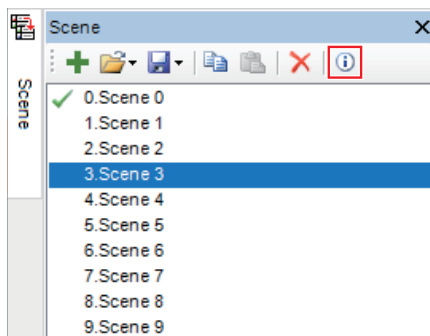 Scene
Scene
0.Scene 0
1.Scene 1
2.Scene 2
3.Scene 3
4.Scene 4
5.Scene 5
6.Scene 6
7.Scene 7
8.Scene 8
9.Scene 9